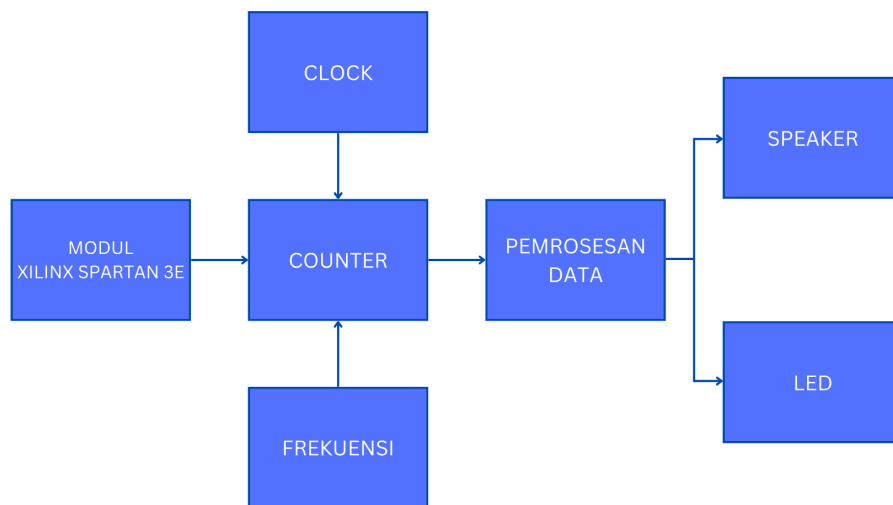 CLOCK
SPEAKER
MODUL
XILINX SPARTAN 3E
COUNTER
PEMROSESAN
DATA
LED
FREKUENSI